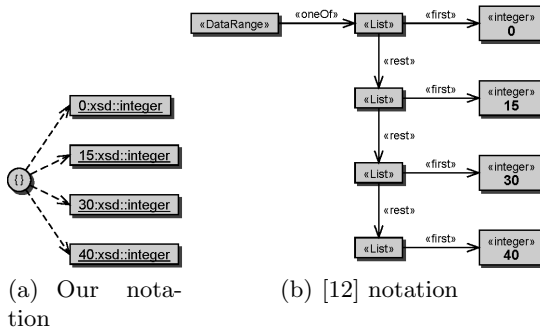 «DataRange»
«oneOf»
«List»
«first»
«integer»
0
«rest»
«List»
«first»
«integer»
15
«rest»
«List»
«first»
«integer»
30
«rest»
«List»
«first»
«integer»
40
0:xsd::integer
15:xsd::integer
{}
30:xsd::integer
40:xsd::integer
(a) Our nota-
tion
(b) [12] notation